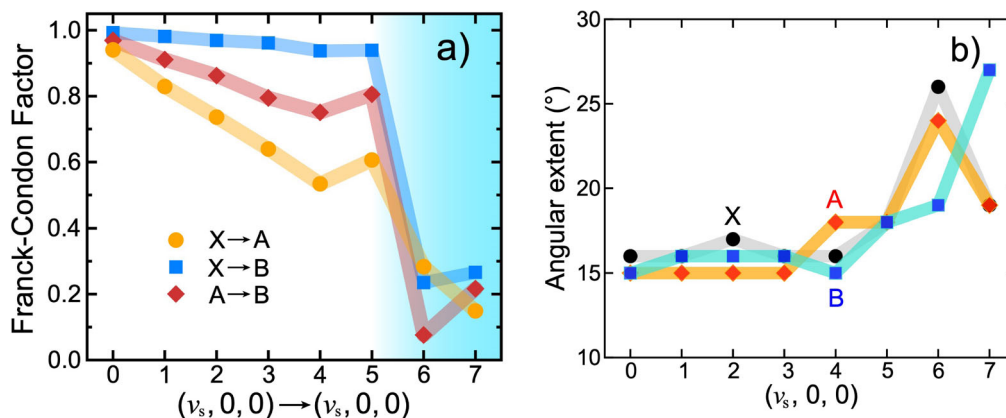 a)
Franck-Condon Factor
1.0
0.8
0.6
0.4
0.2
0.0
X→A
X→B
A→B
0 1 2 3 4 5 6 7
(vs, 0, 0)→(vs, 0, 0)
b)
Angular extent (°)
30
25
20
15
10
X
A
B
0 1 2 3 4 5 6 7
(vs, 0, 0)